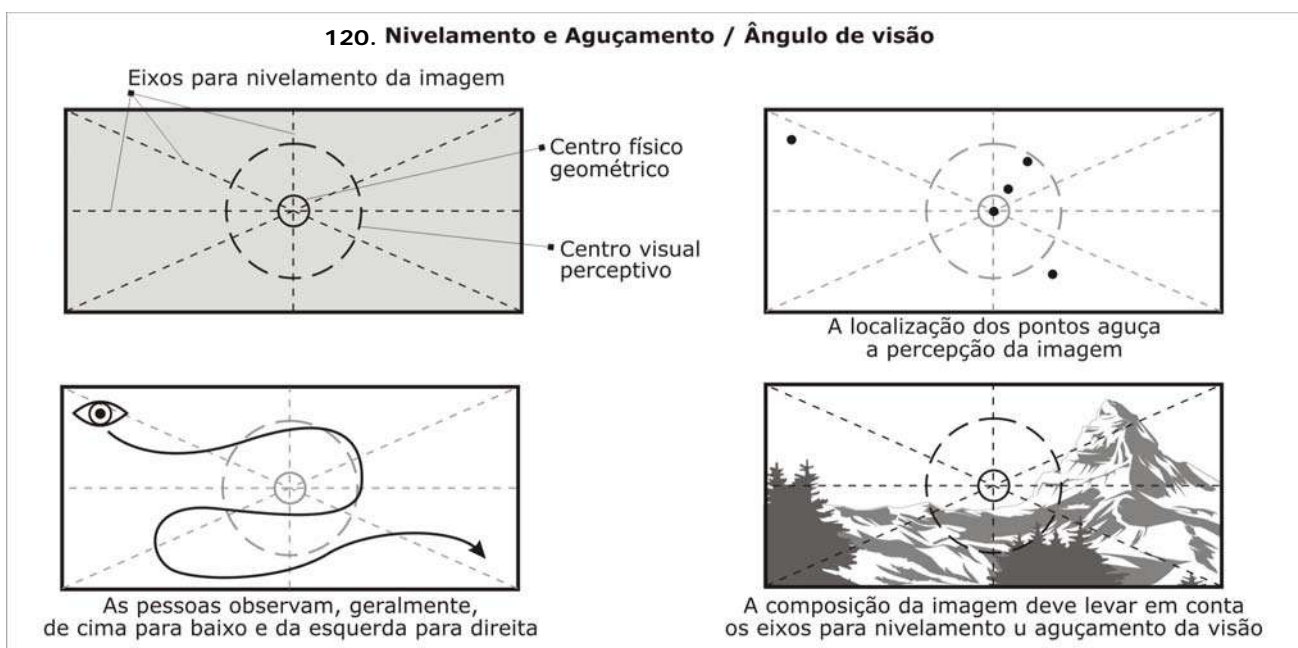 120. Nivelamento e Aguçamento / Ângulo de visão
Eixos para nivelamento da imagem
Centro físico
geométrico
Centro visual
perceptivo
A localização dos pontos aguça
a percepção da imagem
As pessoas observam, geralmente,
de cima para baixo e da esquerda para direita
A composição da imagem deve levar em conta
os eixos para nivelamento u aguçamento da visão